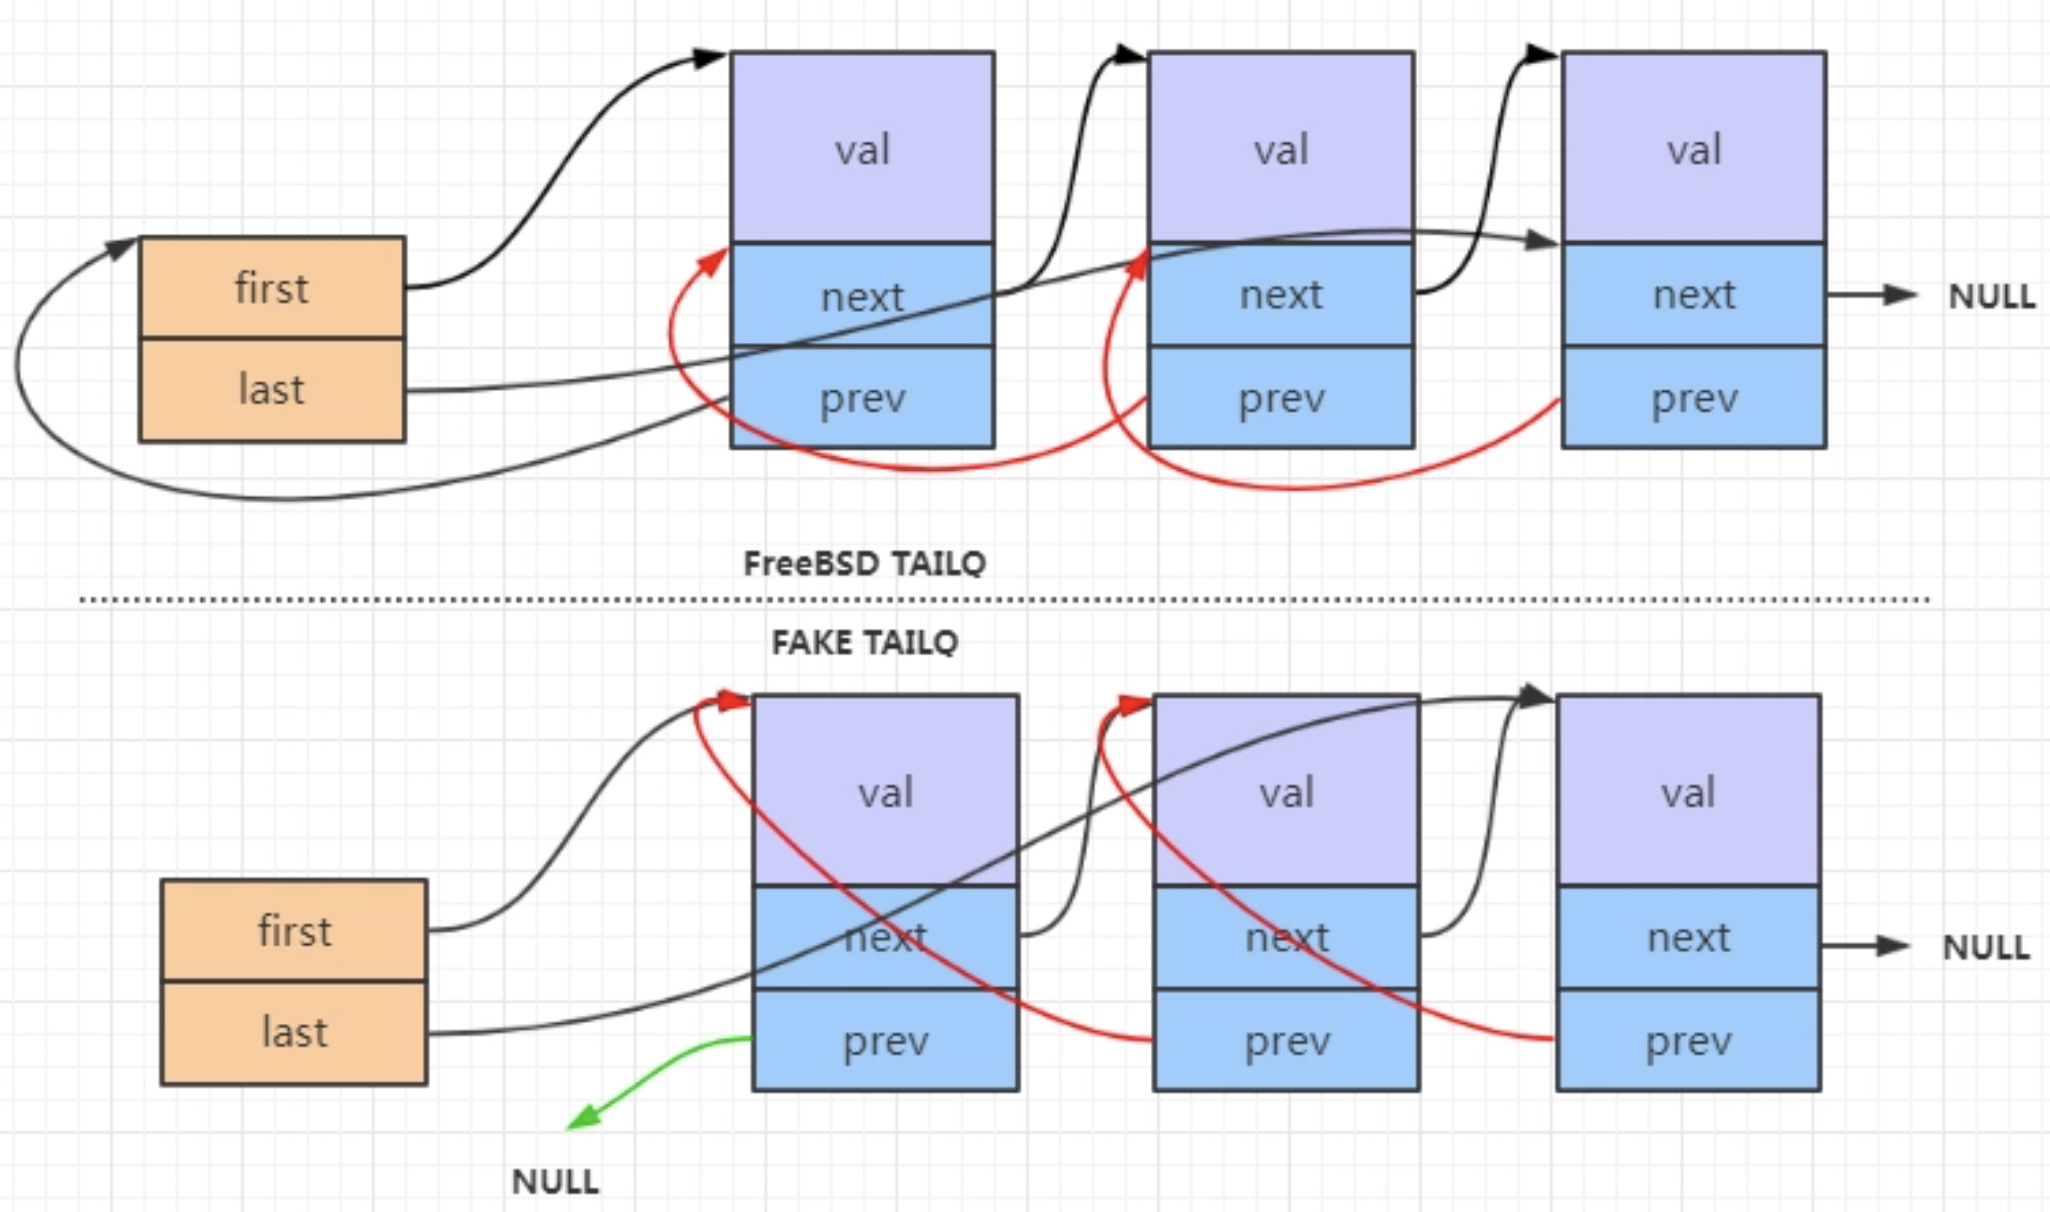 val val val
first
next next next NULL
last prev prev prev
FreeBSD TAILQ
FAKE TAILQ
val val val
first next next next NULL
last prev prev prev
NULL